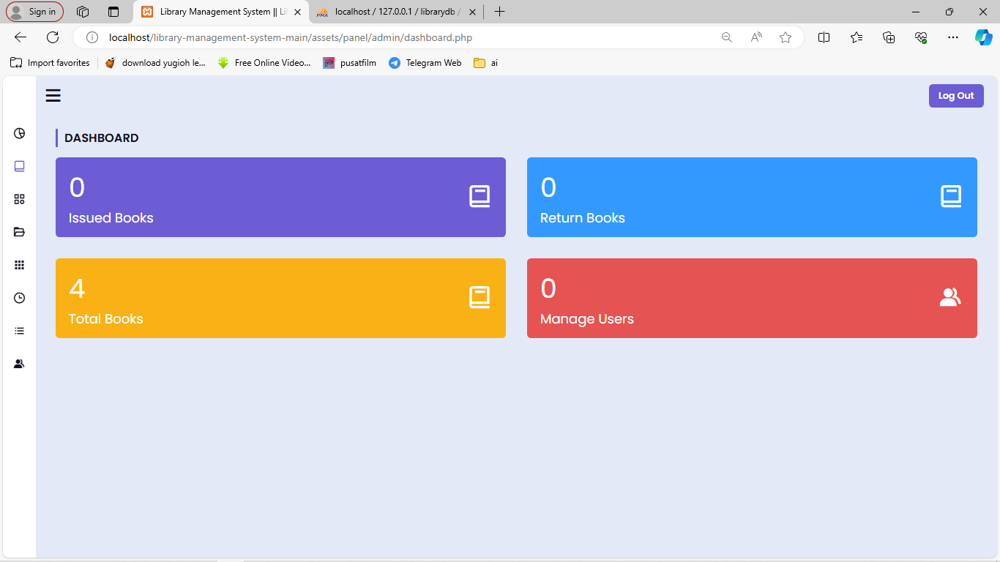 Sign in
Library Management System || Li
localhost / 127.0.0.1 / librarydb /
localhost/library-management-system-main/assets/panel/admin/dashboard.php
Import favorites
download yugioh le...
Free Online Video...
pusatfilm
Telegram Web
ai
Log Out
DASHBOARD
0
Issued Books
0
Return Books
4
Total Books
0
Manage Users